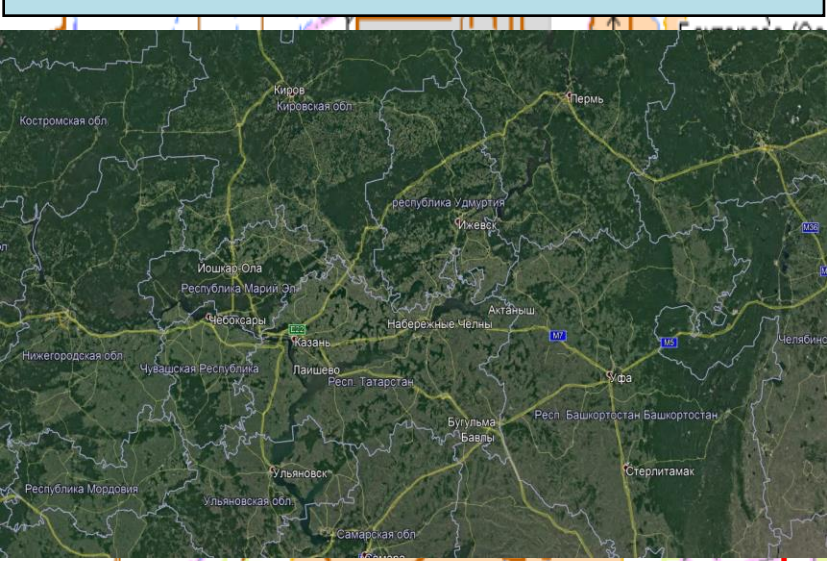 Киров
Кировская обл
Пермь
Костромская обл
республика Удмуртия
Ижевск
M36
Йошкар Ола
Республика Марий Эл
Актаныш
Чебоксары
E22
Набережные Челны
M7
Казань
M5
Нижегородская обл
Чувашская Республика
Лаишево
Респ. Татарстан
Уфа
Бугульма
Респ. Башкортостан Башкортостан
Бавлы
Ульяновск
Стерлитамак
Республика Мордовия
Ульяновская обл.
Самарская обл
Самара